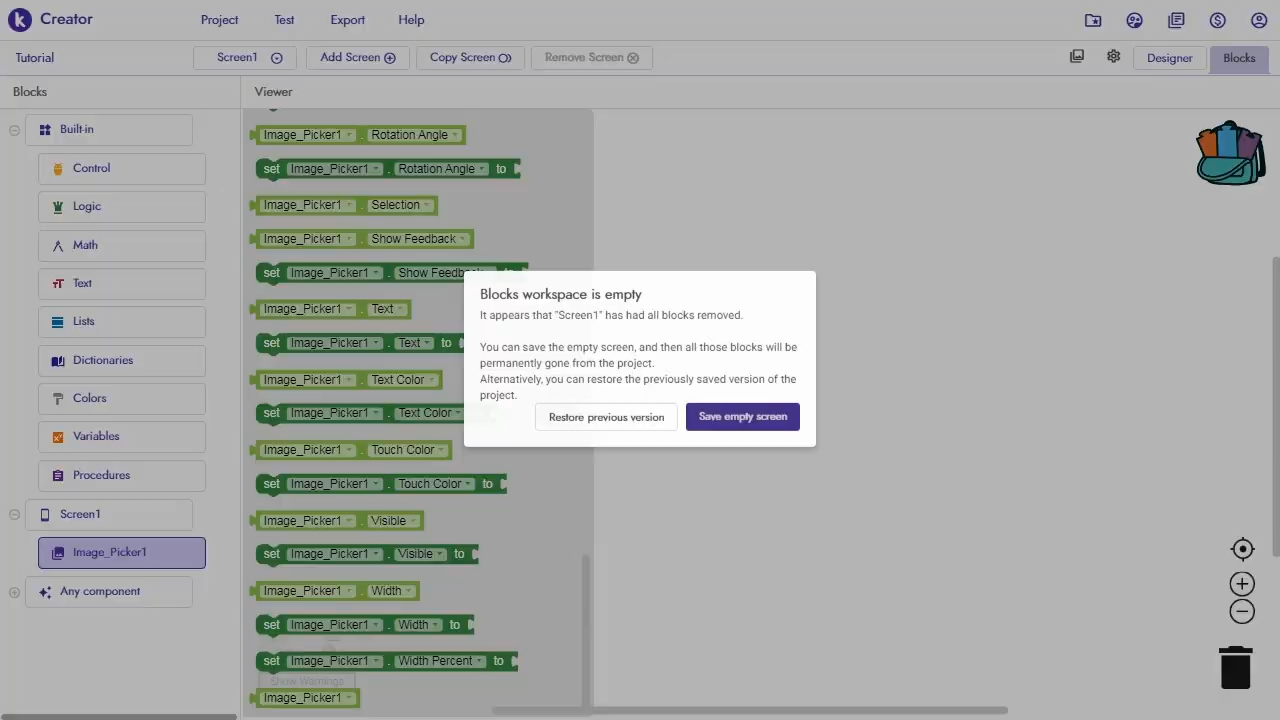 Creator
Project
Test
Export
Help
Tutorial
Screen1
Add Screen
Copy Screen
Remove Screen
Designer
Blocks
Blocks
Viewer
Built-in
Control
Logic
Math
Text
Lists
Dictionaries
Colors
Variables
Procedures
Screen1
Image_Picker1
Any component
Image_Picker1 . Rotation Angle
set Image_Picker1 . Rotation Angle to
Image_Picker1 . Selection
Image_Picker1 . Show Feedback
set Image_Picker1 . Show Feedback to
Image_Picker1 . Text
set Image_Picker1 . Text to
Image_Picker1 . Text Color
set Image_Picker1 . Text Color
Image_Picker1 . Touch Color
set Image_Picker1 . Touch Color to
Image_Picker1 . Visible
set Image_Picker1 . Visible to
Image_Picker1 . Width
set Image_Picker1 . Width to
set Image_Picker1 . Width Percent to
Show Warnings
Image_Picker1
Blocks workspace is empty
It appears that "Screen1" has had all blocks removed.
You can save the empty screen, and then all those blocks will be
permanently gone from the project.
Alternatively, you can restore the previously saved version of the
project.
Restore previous version
Save empty screen